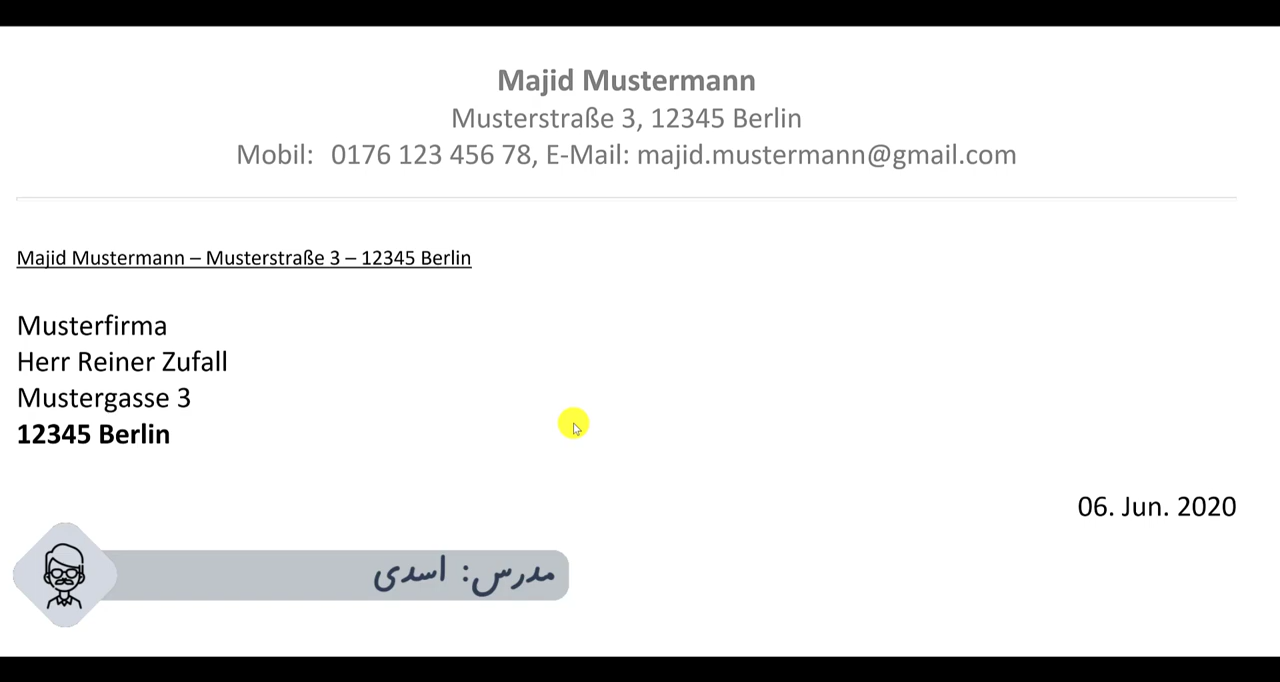 Majid Mustermann
Musterstraße 3, 12345 Berlin
Mobil: 0176 123 456 78, E-Mail: majid.mustermann@gmail.com
Majid Mustermann – Musterstraße 3 – 12345 Berlin
Musterfirma
Herr Reiner Zufall
Mustergasse 3
12345 Berlin
06. Jun. 2020
مدرس: اسدی